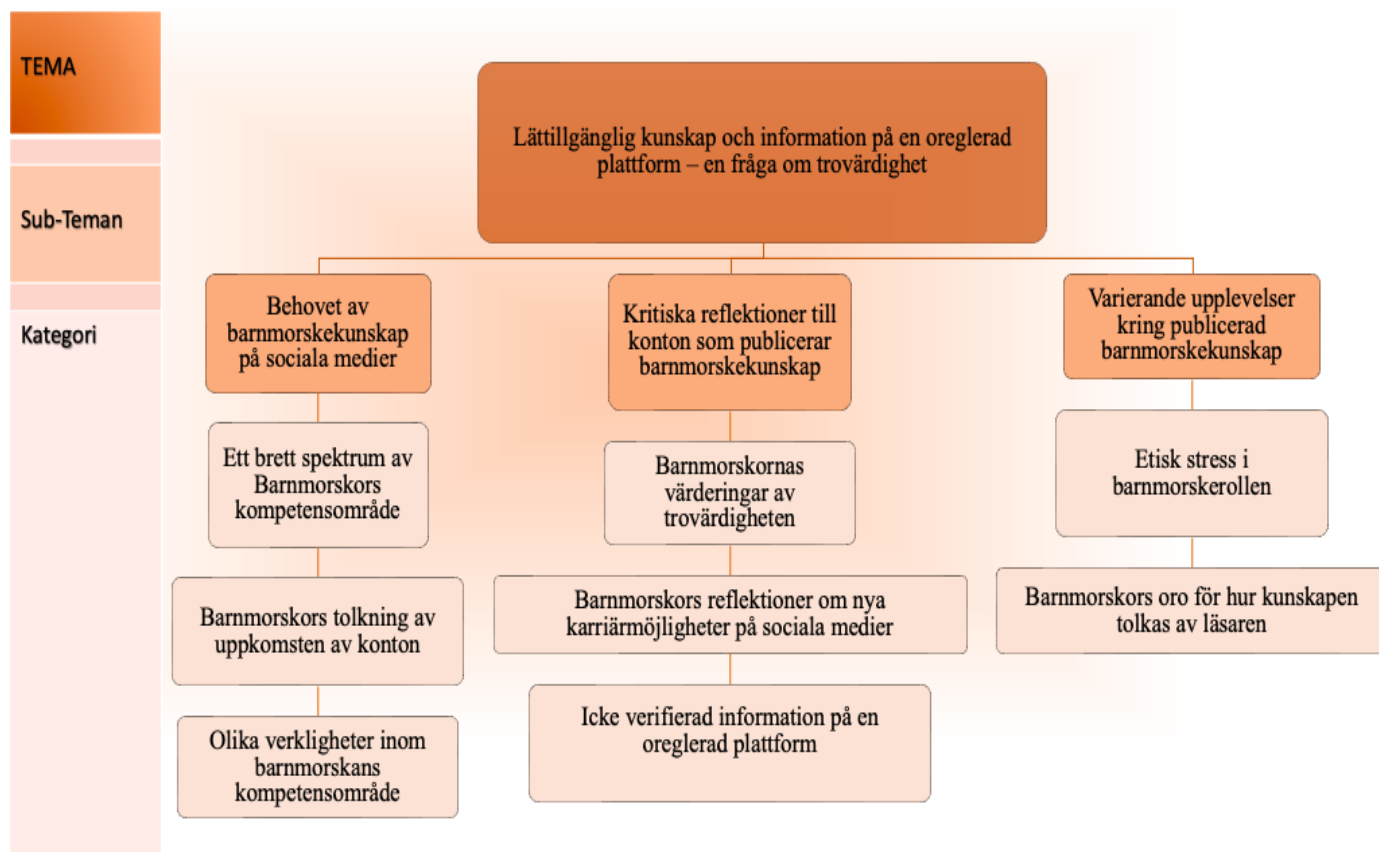 TEMA
Lättillgänglig kunskap och information på en oreglerad
plattform – en fråga om trovärdighet
Sub-Teman
Behovet av
barnmorskekunskap
på sociala medier
Kritiska reflektioner till
konton som publicerar
barnmorskekunskap
Varierande upplevelser
kring publicerad
barnmorskekunskap
Kategori
Ett brett spektrum av
Barnmorskors
kompetensområde
Barnmorskornas
värderingar av
trovärdigheten
Etisk stress i
barnmorskerollen
Barnmorskors tolkning av
uppkomsten av konton
Barnmorskors reflektioner om nya
karriärmöjligheter på sociala medier
Barnmorskors oro för hur kunskapen
tolkas av läsaren
Olika verkligheter inom
barnmorskans
kompetensområde
Icke verifierad information på en
oreglerad plattform